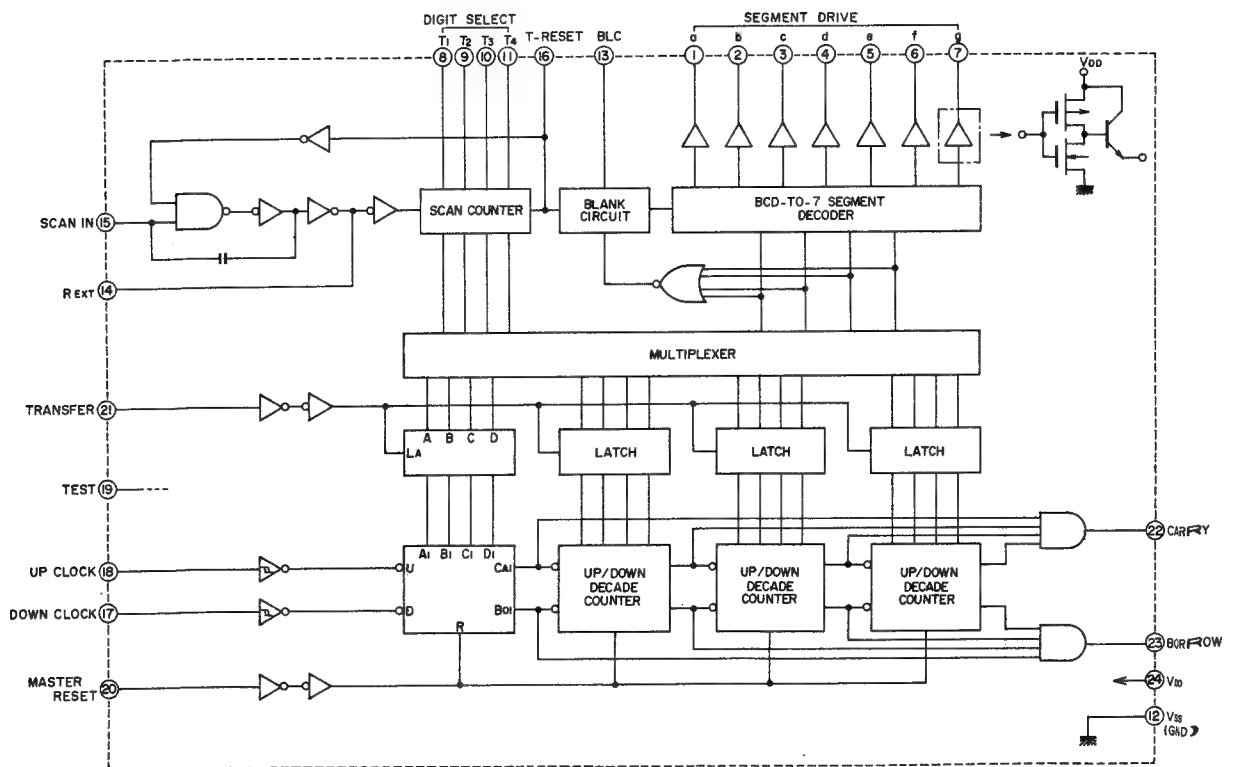 DIGIT SELECT
SEGMENT DRIVE
T1 T2 T3 T4 T-RESET BLC a b c d e f g
8 9 10 11 16 13 1 2 3 4 5 6 7
VDD
SCAN COUNTER
BLANK
CIRCUIT
BCD-TO-7 SEGMENT
DECODER
SCAN IN 15
R EXT 14
MULTIPLEXER
TRANSFER 21
A B C D
LA
LATCH
LATCH
LATCH
TEST 19
22 CARRY
A1 B1 C1 D1
UP CLOCK 18
U
CA1
UP/DOWN
DECADE
COUNTER
UP/DOWN
DECADE
COUNTER
UP/DOWN
DECADE
COUNTER
DOWN CLOCK 17
D
BO1
R
23 BORROW
MASTER
RESET 20
24 VDD
12 VSS
(GND)